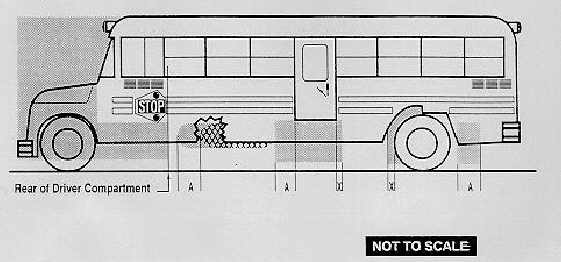 STOP
Rear of Driver Compartment
A A X X A
NOT TO SCALE